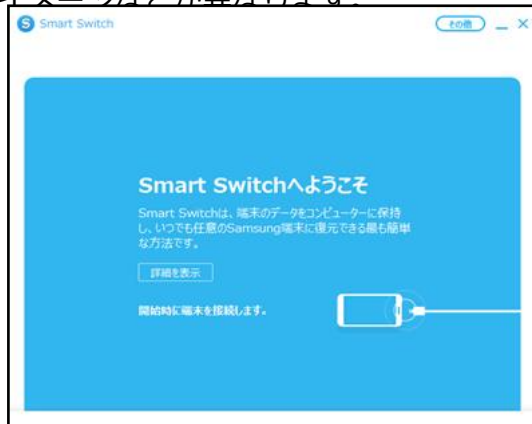 Smart Switch
その他
Smart Switchへようこそ
Smart Switchは、端末のデータをコンピューターに保持
し、いつでも任意のSamsung端末に復元できる最も簡単
な方法です。
詳細を表示
開始時に端末を接続します。